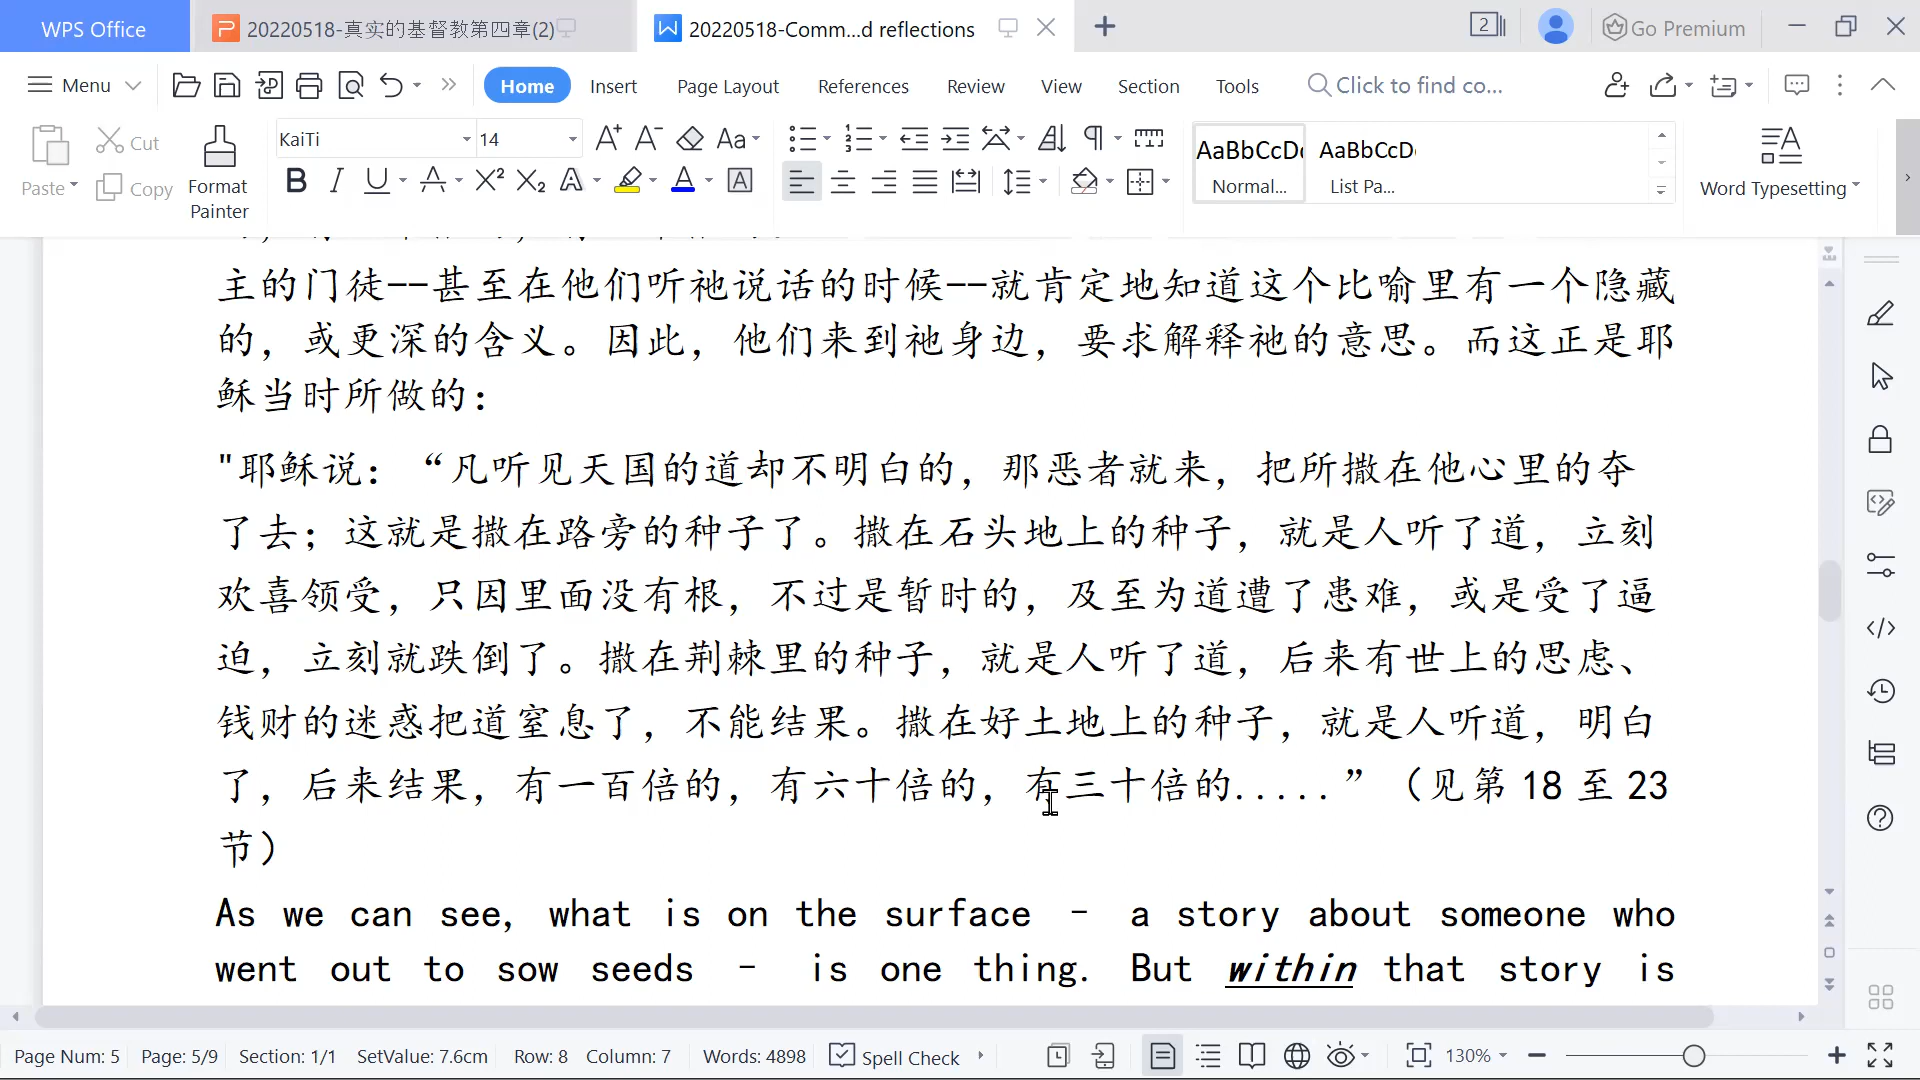 WPS Office
20220518-真实的基督教第四章(2)
20220518-Comm...d reflections
2
Go Premium
Menu
Home
Insert
Page Layout
References
Review
View
Section
Tools
Click to find co...
Paste
Cut
Copy
Format Painter
KaiTi
14
AaBbCcD
Normal...
AaBbCcD
List Pa...
Word Typesetting
主的门徒--甚至在他们听祂说话的时候--就肯定地知道这个比喻里有一个隐藏
的，或更深的含义。因此，他们来到祂身边，要求解释祂的意思。而这正是耶
稣当时所做的：
"耶稣说：“凡听见天国的道却不明白的，那恶者就来，把所撒在他心里的夺
了去；这就是撒在路旁的种子了。撒在石头地上的种子，就是人听了道，立刻
欢喜领受，只因里面没有根，不过是暂时的，及至为道遭了患难，或是受了逼
迫，立刻就跌倒了。撒在荆棘里的种子，就是人听了道，后来有世上的思虑、
钱财的迷惑把道窒息了，不能结果。撒在好土地上的种子，就是人听道，明白
了，后来结果，有一百倍的，有六十倍的，有三十倍的.....”（见第 18 至 23
节）
As we can see, what is on the surface – a story about someone who
went out to sow seeds – is one thing. But within that story is
Page Num: 5
Page: 5/9
Section: 1/1
SetValue: 7.6cm
Row: 8
Column: 7
Words: 4898
Spell Check
130%